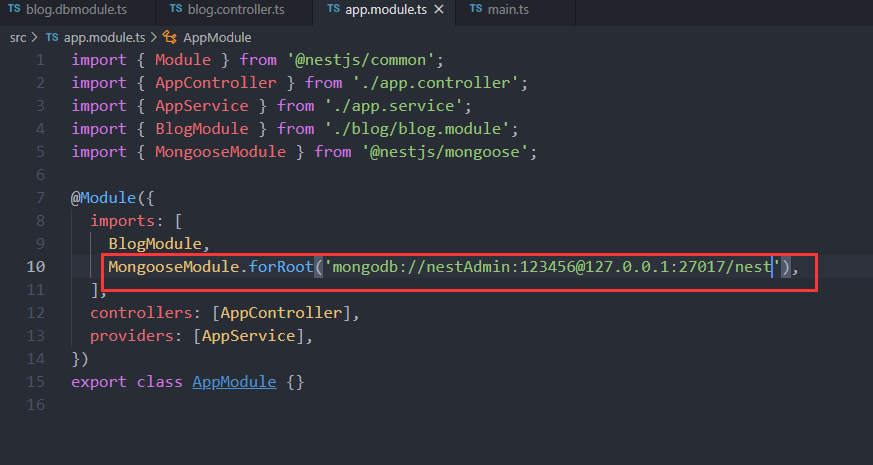 TS blog.dbmodule.ts TS blog.controller.ts TS app.module.ts × TS main.ts
src > TS app.module.ts > AppModule
1 import { Module } from '@nestjs/common';
2 import { AppController } from './app.controller';
3 import { AppService } from './app.service';
4 import { BlogModule } from './blog/blog.module';
5 import { MongooseModule } from '@nestjs/mongoose';
6
7 @Module({
8 imports: [
9 BlogModule,
10 MongooseModule.forRoot('mongodb://nestAdmin:123456@127.0.0.1:27017/nest'),
11 ],
12 controllers: [AppController],
13 providers: [AppService],
14 })
15 export class AppModule {}
16